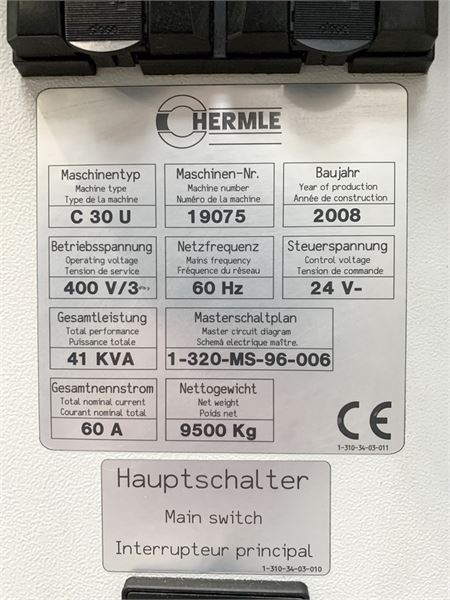 close close
HERMLE
Maschinentyp
Machine type
Type de la machine
C 30 U
Maschinen-Nr.
Machine number
Numéro de la machine
19075
Baujahr
Year of production
Année de construction
2008
Betriebsspannung
Operating voltage
Tension de service
400 V/3
Netzfrequenz
Mains frequency
Fréquence du réseau
60 Hz
Steuerspannung
Control voltage
Tension de commande
24 V-
Gesamtleistung
Total performance
Puissance totale
41 KVA
Masterschaltplan
Master circuit diagram
Schemá electrique maître.
1-320-MS-96-006
Gesamtnennstrom
Total nominal current
Courant nominal total
60 A
Nettogewicht
Net weight
Poids net
9500 Kg
CE
1-310-34-03-011
Hauptschalter
Main switch
Interrupteur principal
1-310-34-03-010